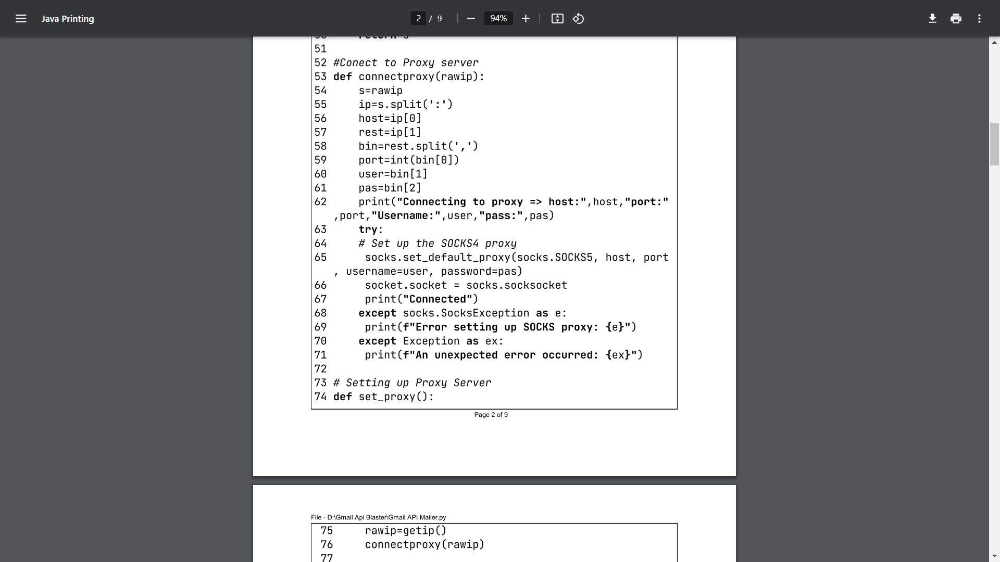 Java Printing
2 / 9
94%
return s
51
52 #Conect to Proxy server
53 def connectproxy(rawip):
54     s=rawip
55     ip=s.split(':')
56     host=ip[0]
57     rest=ip[1]
58     bin=rest.split(',')
59     port=int(bin[0])
60     user=bin[1]
61     pas=bin[2]
62     print("Connecting to proxy => host:",host,"port:"
,port,"Username:",user,"pass:",pas)
63     try:
64     # Set up the SOCKS4 proxy
65      socks.set_default_proxy(socks.SOCKS5, host, port
, username=user, password=pas)
66      socket.socket = socks.socksocket
67      print("Connected")
68     except socks.SocksException as e:
69      print(f"Error setting up SOCKS proxy: {e}")
70     except Exception as ex:
71      print(f"An unexpected error occurred: {ex}")
72
73 # Setting up Proxy Server
74 def set_proxy():
Page 2 of 9
File - D:\Gmail Api Blaster\Gmail API Mailer.py
75     rawip=getip()
76     connectproxy(rawip)
77